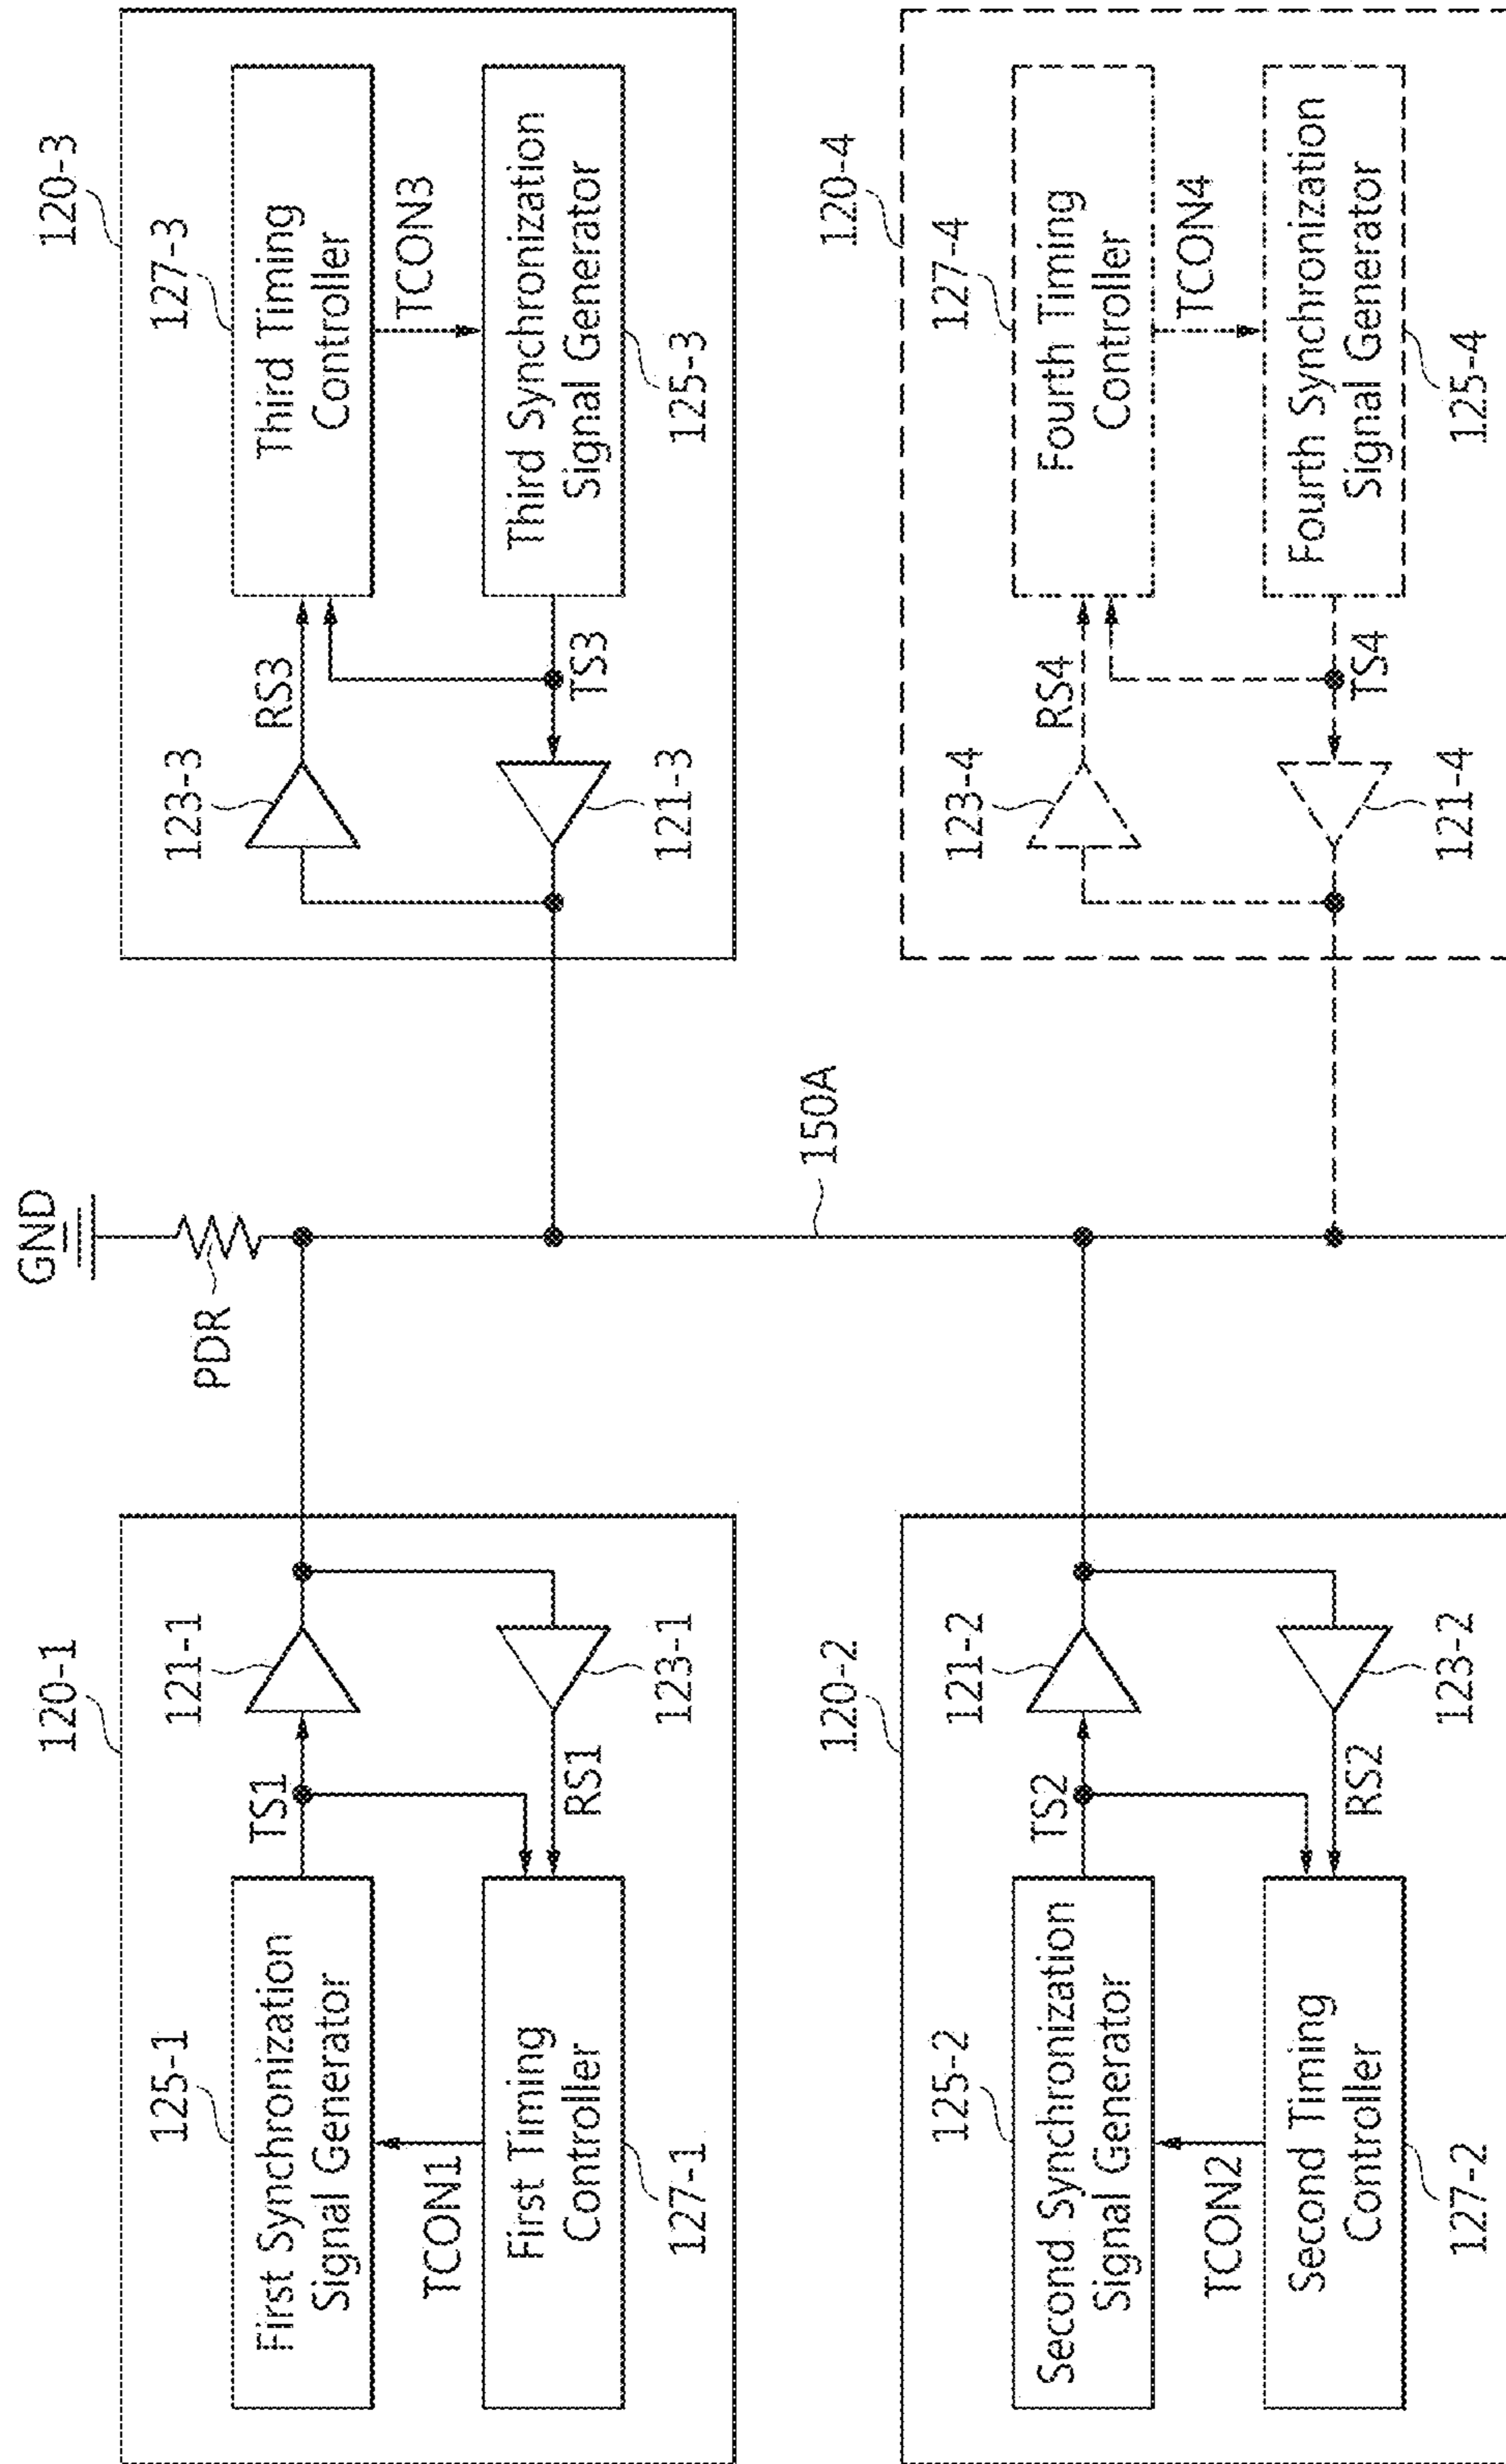 GND
PDR
150A
120-1
125-1
First Synchronization
Signal Generator
TS1
121-1
TCON1
First Timing
Controller
127-1
RS1
123-1
120-3
123-3
RS3
127-3
Third Timing
Controller
TCON3
121-3
TS3
Third Synchronization
Signal Generator
125-3
120-2
125-2
Second Synchronization
Signal Generator
TS2
121-2
TCON2
Second Timing
Controller
127-2
RS2
123-2
120-4
123-4
RS4
127-4
Fourth Timing
Controller
TCON4
121-4
TS4
Fourth Synchronization
Signal Generator
125-4